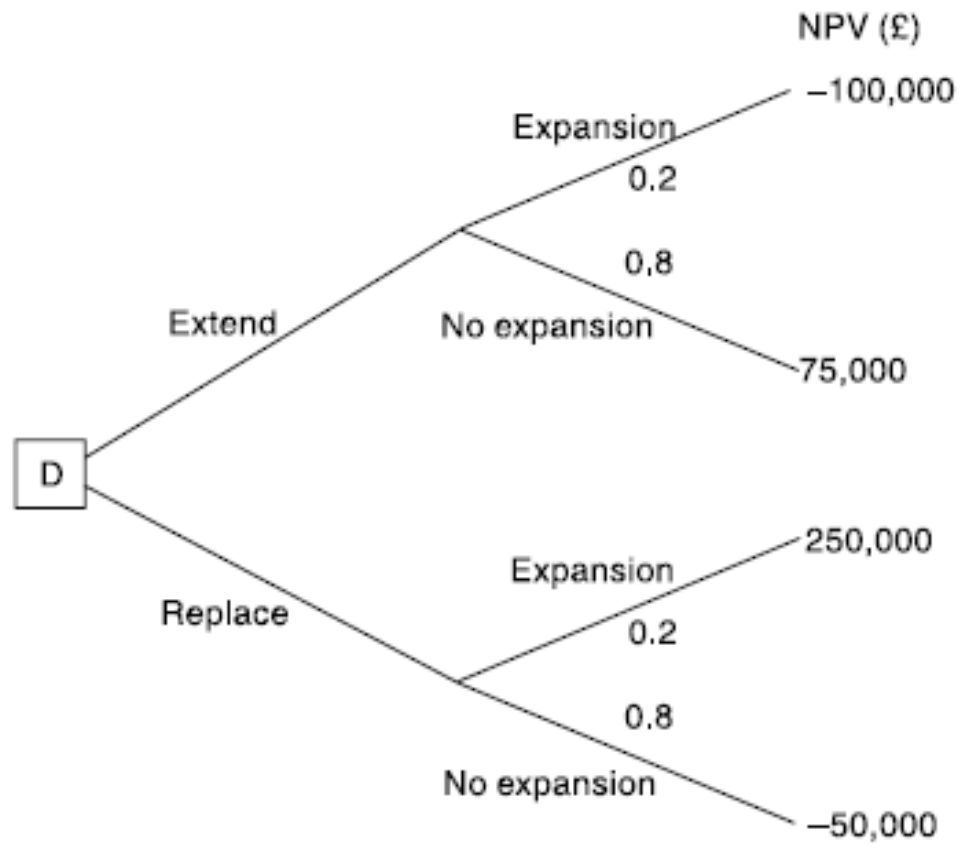 NPV (£)
–100,000
Expansion
0.2
0.8
Extend
No expansion
75,000
D
250,000
Expansion
Replace
0.2
0.8
No expansion
–50,000